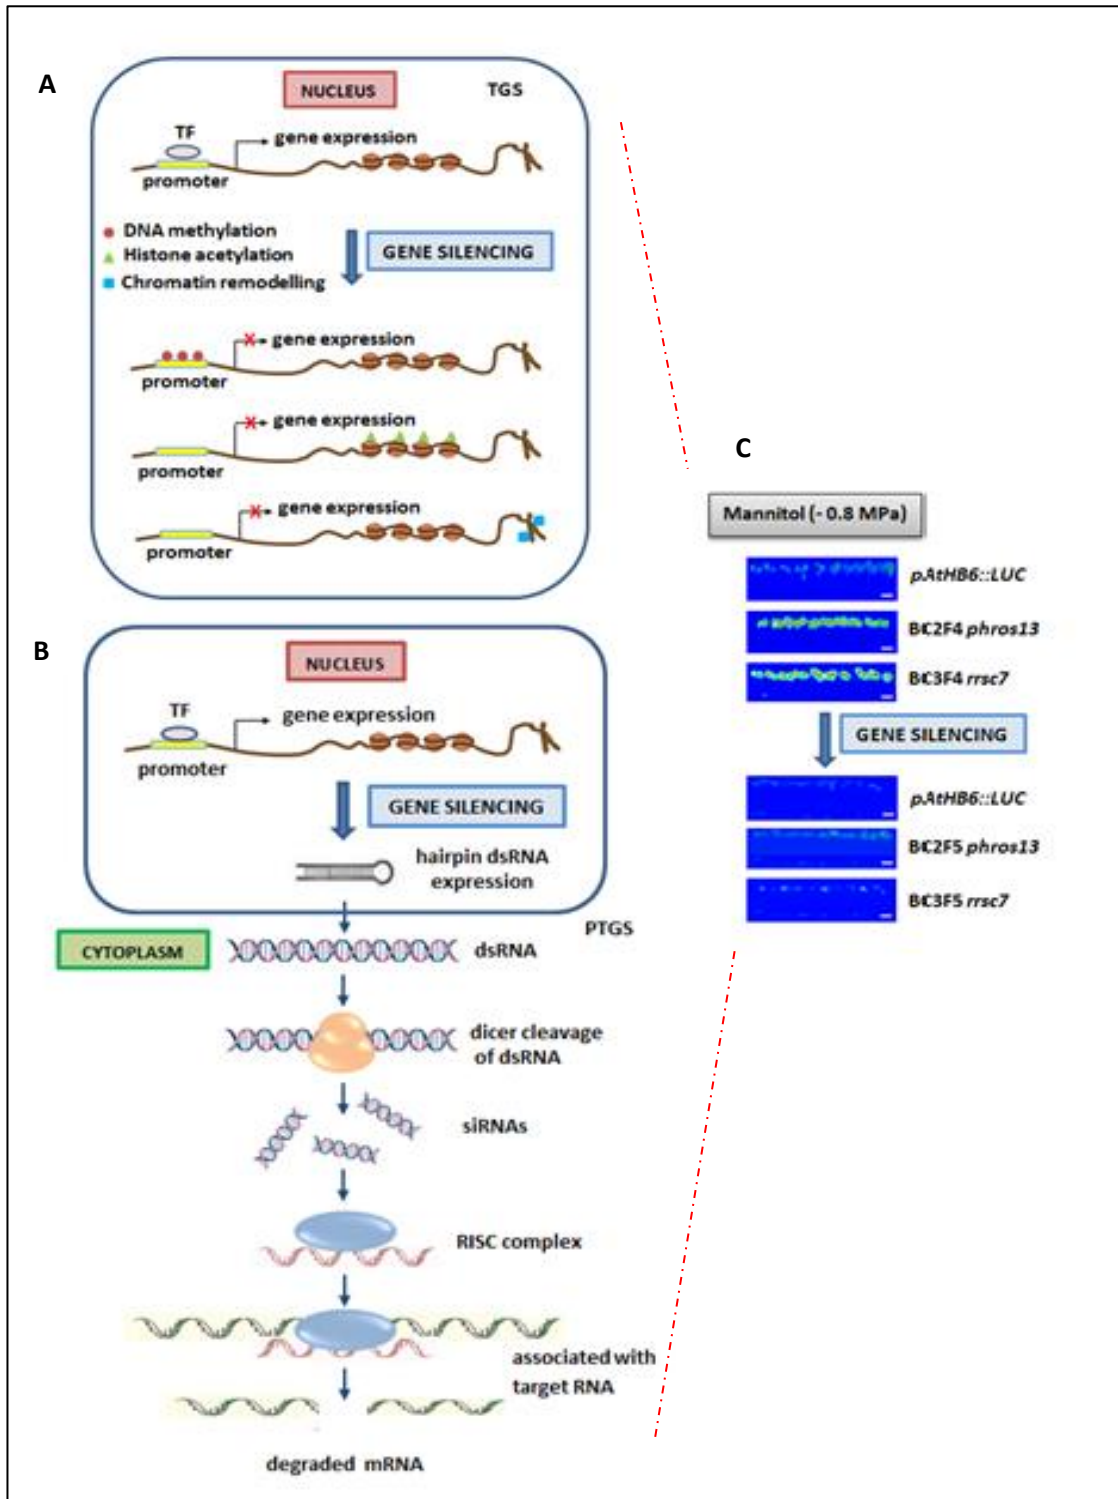 A
NUCLEUS
TGS
TF
gene expression
promoter
DNA methylation
Histone acetylation
Chromatin remodelling
GENE SILENCING
gene expression
promoter
gene expression
promoter
gene expression
promoter
B
NUCLEUS
TF
gene expression
promoter
GENE SILENCING
hairpin dsRNA
expression
PTGS
CYTOPLASM
dsRNA
dicer cleavage
of dsRNA
siRNAs
RISC complex
associated with
target RNA
degraded mRNA
C
Mannitol (- 0.8 MPa)
pAtHB6::LUC
BC2F4 phros13
BC3F4 rrsc7
GENE SILENCING
pAtHB6::LUC
BC2F5 phros13
BC3F5 rrsc7